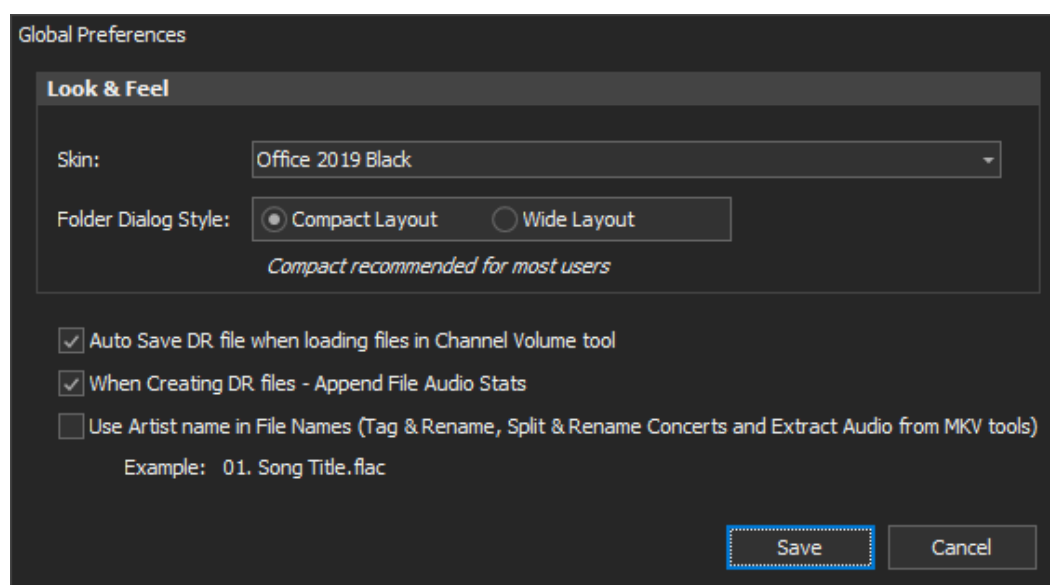 Global Preferences
Look & Feel
Skin: Office 2019 Black
Folder Dialog Style: Compact Layout Wide Layout
Compact recommended for most users
Auto Save DR file when loading files in Channel Volume tool
When Creating DR files - Append File Audio Stats
Use Artist name in File Names (Tag & Rename, Split & Rename Concerts and Extract Audio from MKV tools)
Example: 01. Song Title.flac
Save Cancel